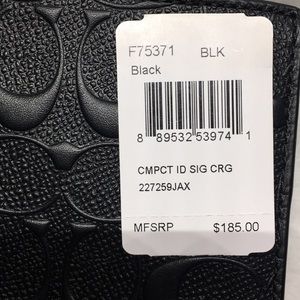 F75371 BLK
Black
8 89532 53974 1
CMPCT ID SIG CRG
227259JAX
MFSRP $185.00